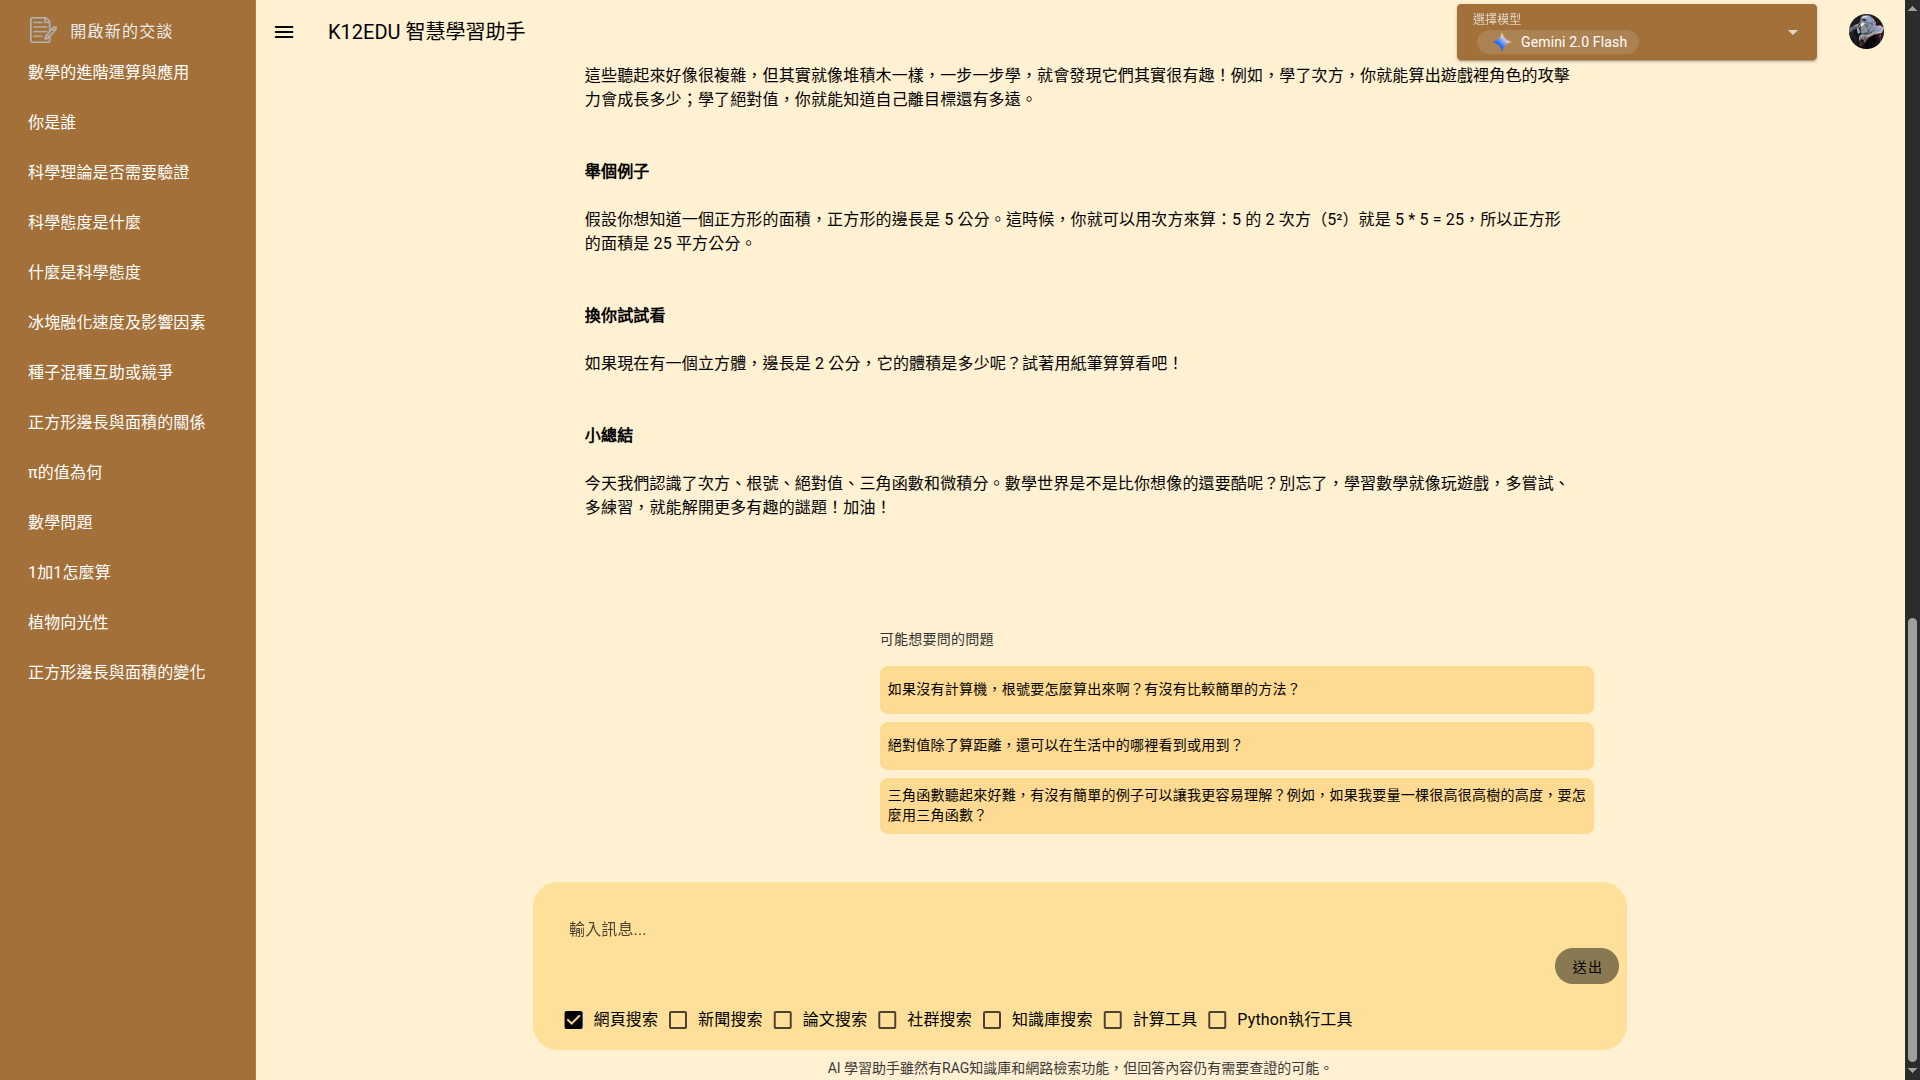 開啟新的交談
數學的進階運算與應用
你是誰
科學理論是否需要驗證
科學態度是什麼
什麼是科學態度
冰塊融化速度及影響因素
種子混種互助或競爭
正方形邊長與面積的關係
π的值為何
數學問題
1加1怎麼算
植物向光性
正方形邊長與面積的變化
K12EDU 智慧學習助手
選擇模型
Gemini 2.0 Flash
這些聽起來好像很複雜，但其實就像堆積木一樣，一步一步學，就會發現它們其實很有趣！例如，學了次方，你就能算出遊戲裡角色的攻擊
力會成長多少；學了絕對值，你就能知道自己離目標還有多遠。
舉個例子
假設你想知道一個正方形的面積，正方形的邊長是 5 公分。這時候，你就可以用次方來算：5 的 2 次方（5²）就是 5 * 5 = 25，所以正方形
的面積是 25 平方公分。
換你試試看
如果現在有一個立方體，邊長是 2 公分，它的體積是多少呢？試著用紙筆算算看吧！
小總結
今天我們認識了次方、根號、絕對值、三角函數和微積分。數學世界是不是比你想像的還要酷呢？別忘了，學習數學就像玩遊戲，多嘗試、
多練習，就能解開更多有趣的謎題！加油！
可能想要問的問題
如果沒有計算機，根號要怎麼算出來啊？有沒有比較簡單的方法？
絕對值除了算距離，還可以在生活中的哪裡看到或用到？
三角函數聽起來好難，有沒有簡單的例子可以讓我更容易理解？例如，如果我要量一棵很高很高樹的高度，要怎
麼用三角函數？
輸入訊息...
送出
網頁搜索 新聞搜索 論文搜索 社群搜索 知識庫搜索 計算工具 Python執行工具
AI 學習助手雖然有RAG知識庫和網路檢索功能，但回答內容仍有需要查證的可能。